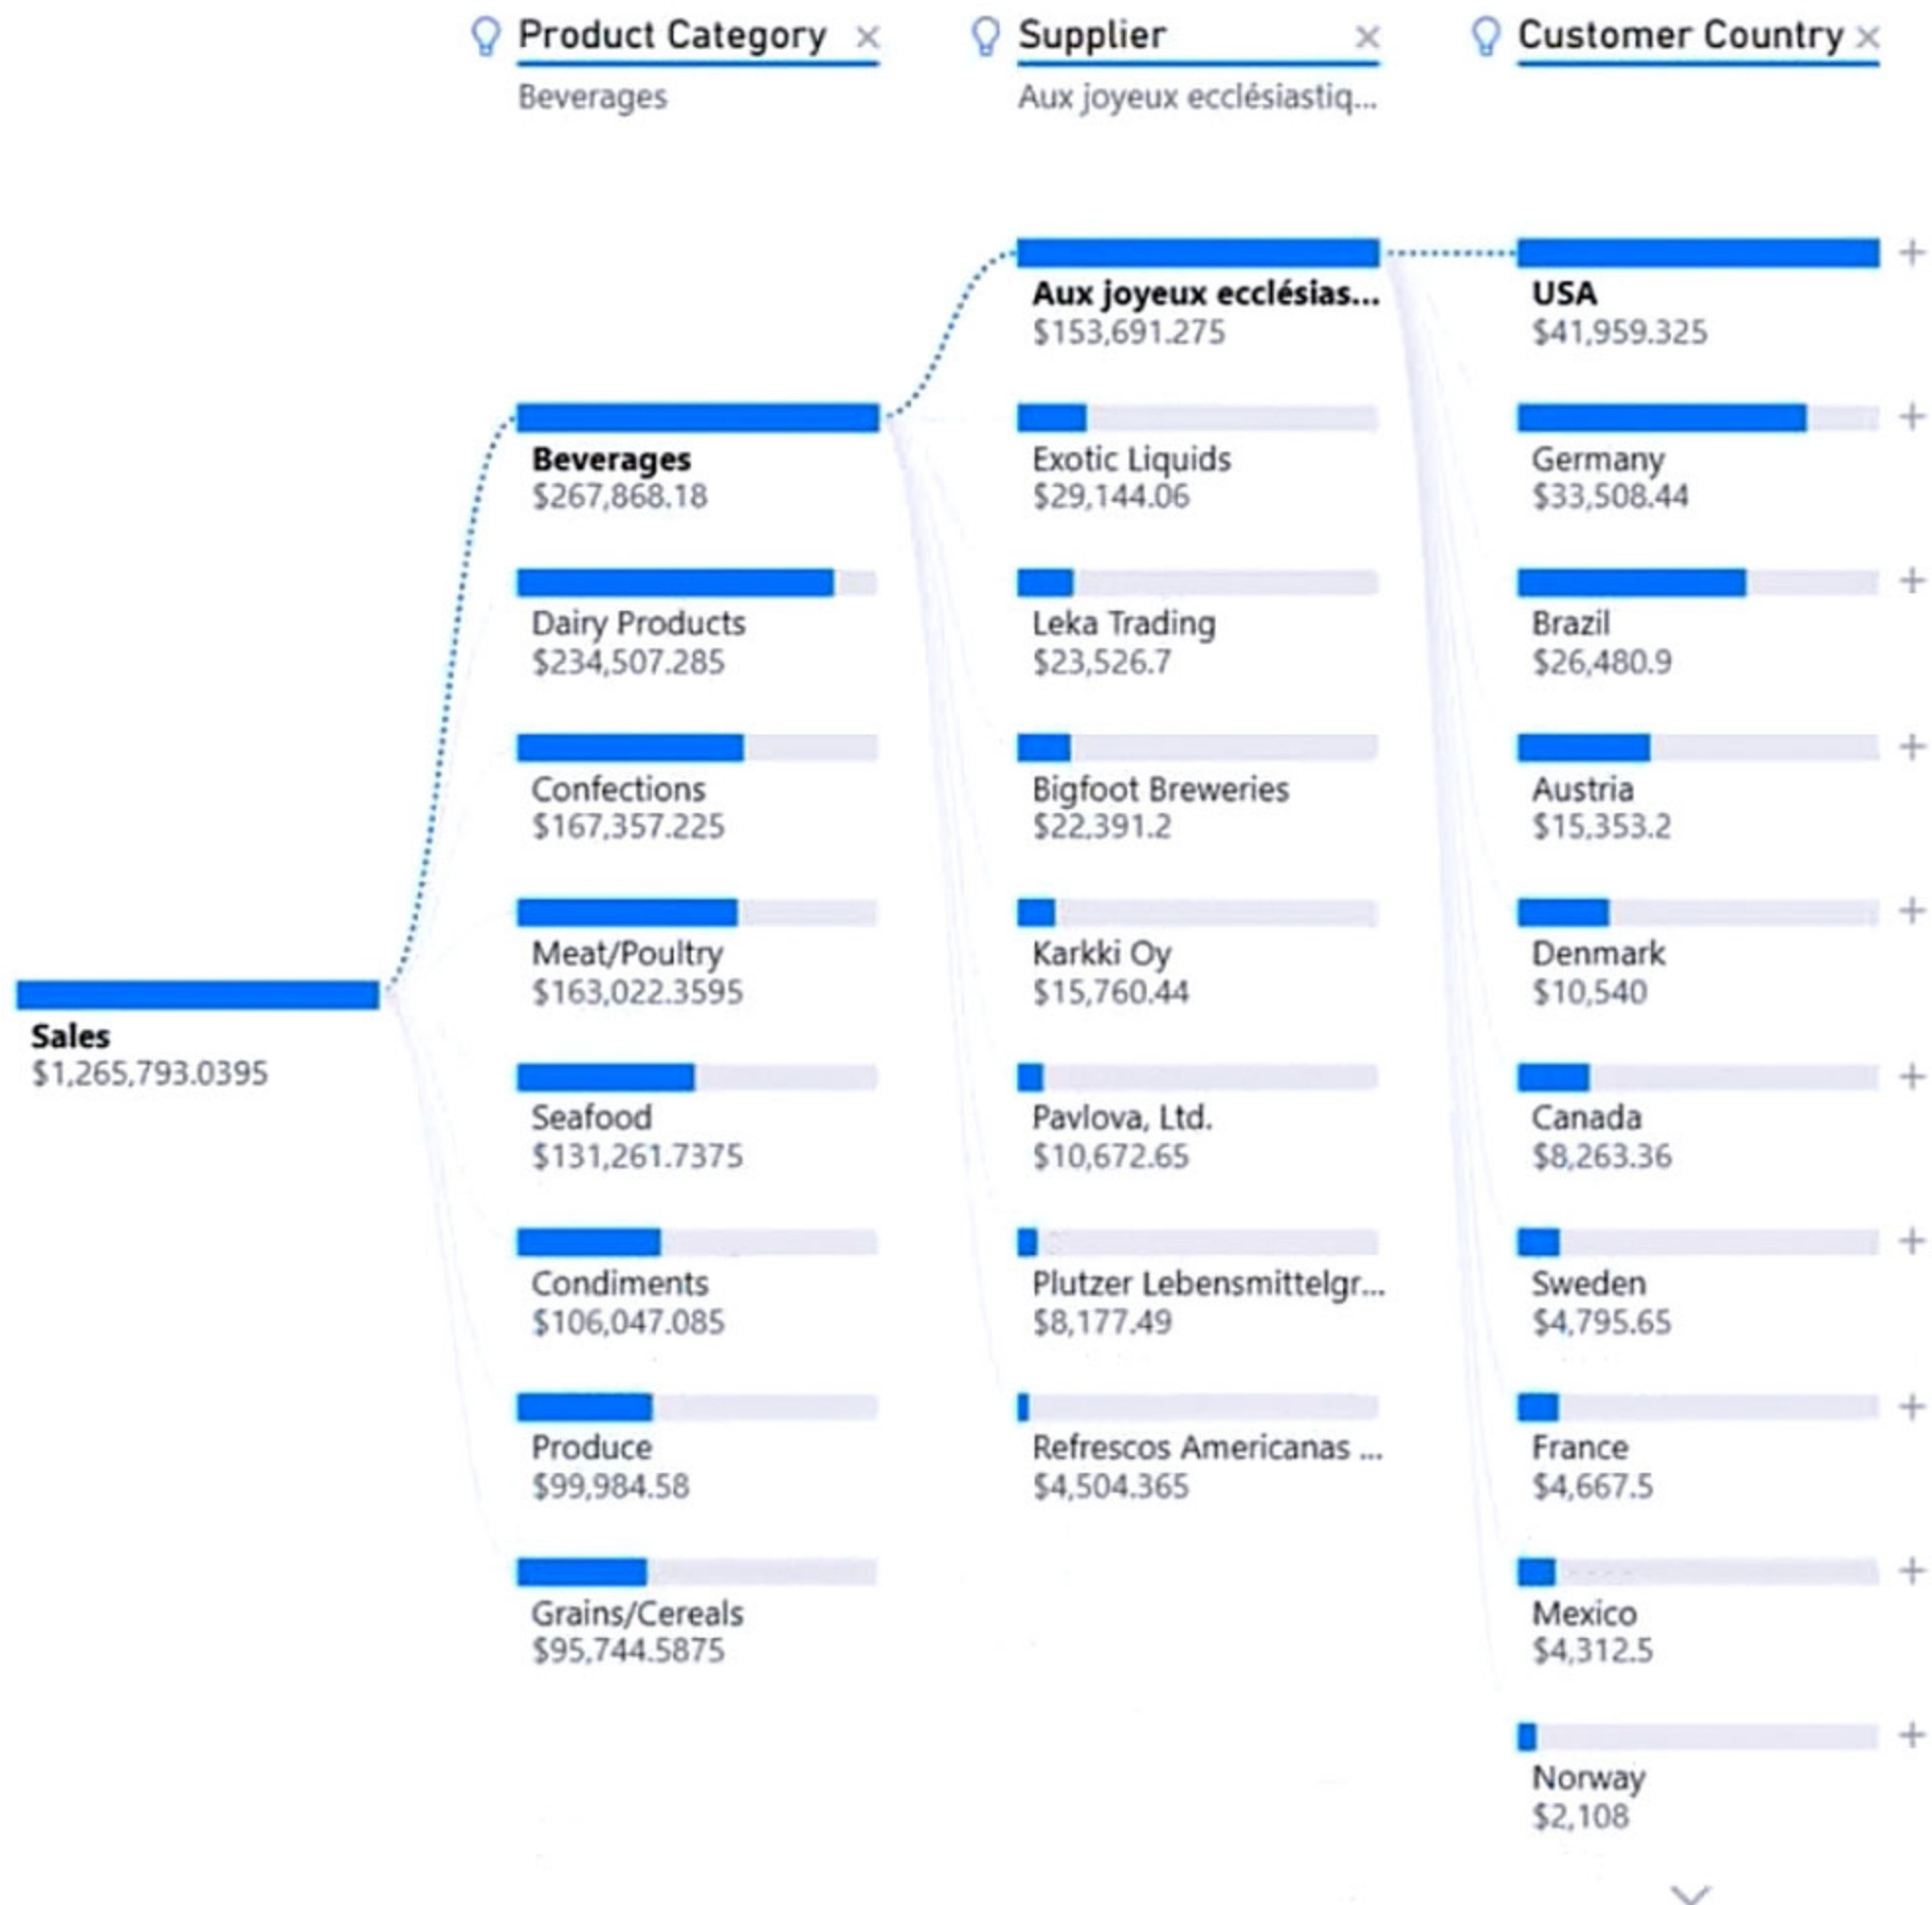 Product Category
Beverages
Supplier
Aux joyeux ecclésiastiq...
Customer Country
Sales
$1,265,793.0395
Beverages
$267,868.18
Dairy Products
$234,507.285
Confections
$167,357.225
Meat/Poultry
$163,022.3595
Seafood
$131,261.7375
Condiments
$106,047.085
Produce
$99,984.58
Grains/Cereals
$95,744.5875
Aux joyeux ecclésias...
$153,691.275
Exotic Liquids
$29,144.06
Leka Trading
$23,526.7
Bigfoot Breweries
$22,391.2
Karkki Oy
$15,760.44
Pavlova, Ltd.
$10,672.65
Plutzer Lebensmittelgr...
$8,177.49
Refrescos Americanas ...
$4,504.365
USA
$41,959.325
Germany
$33,508.44
Brazil
$26,480.9
Austria
$15,353.2
Denmark
$10,540
Canada
$8,263.36
Sweden
$4,795.65
France
$4,667.5
Mexico
$4,312.5
Norway
$2,108